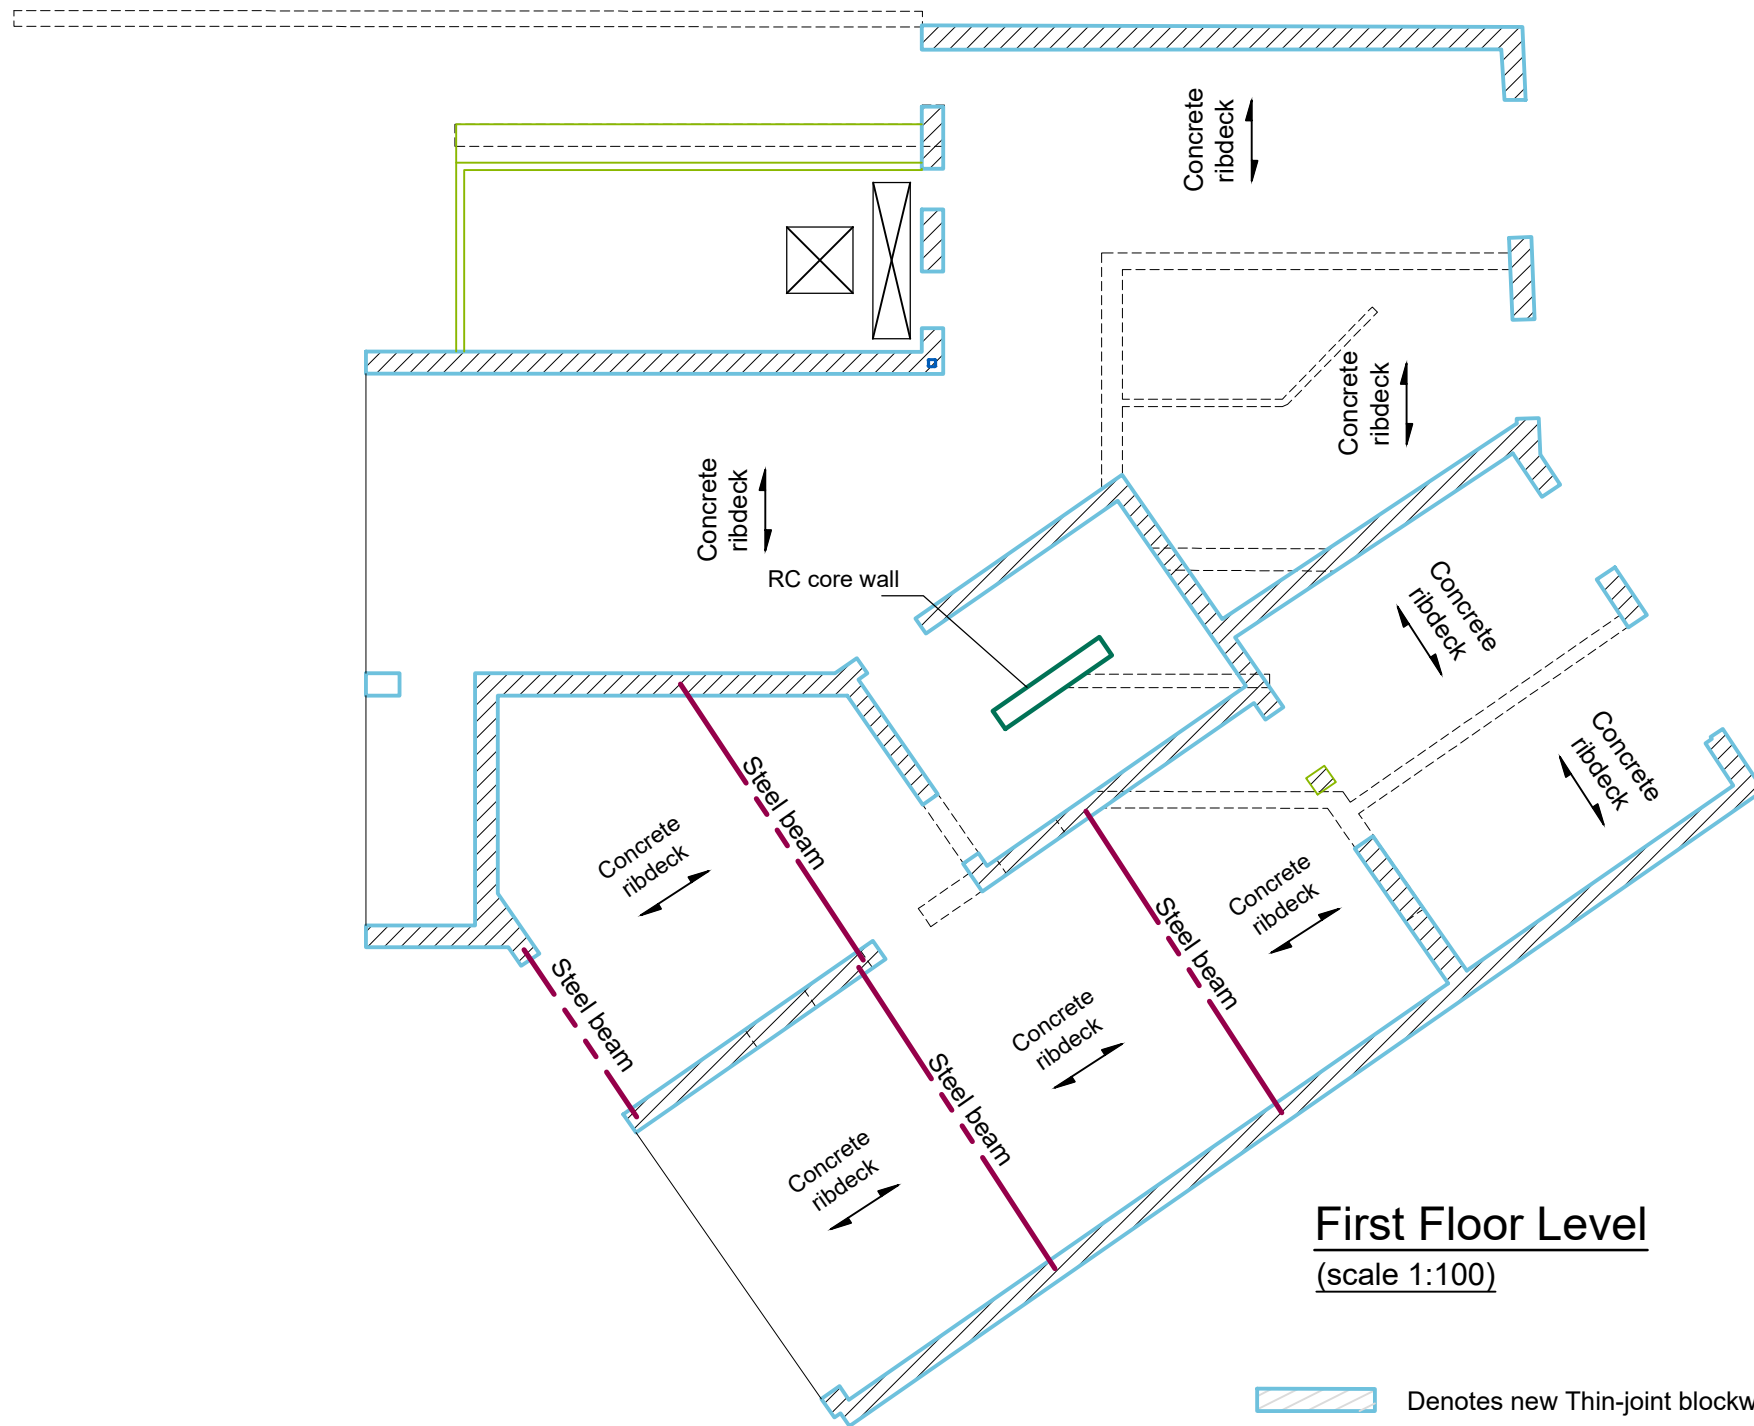 Concrete
ribdeck
Concrete
ribdeck
Concrete
ribdeck
RC core wall
Concrete
ribdeck
Concrete
ribdeck
Steel beam
Concrete
ribdeck
Concrete
ribdeck
Steel beam
Steel beam
Concrete
ribdeck
Steel beam
Concrete
ribdeck
First Floor Level
(scale 1:100)
Denotes new Thin-joint blockw